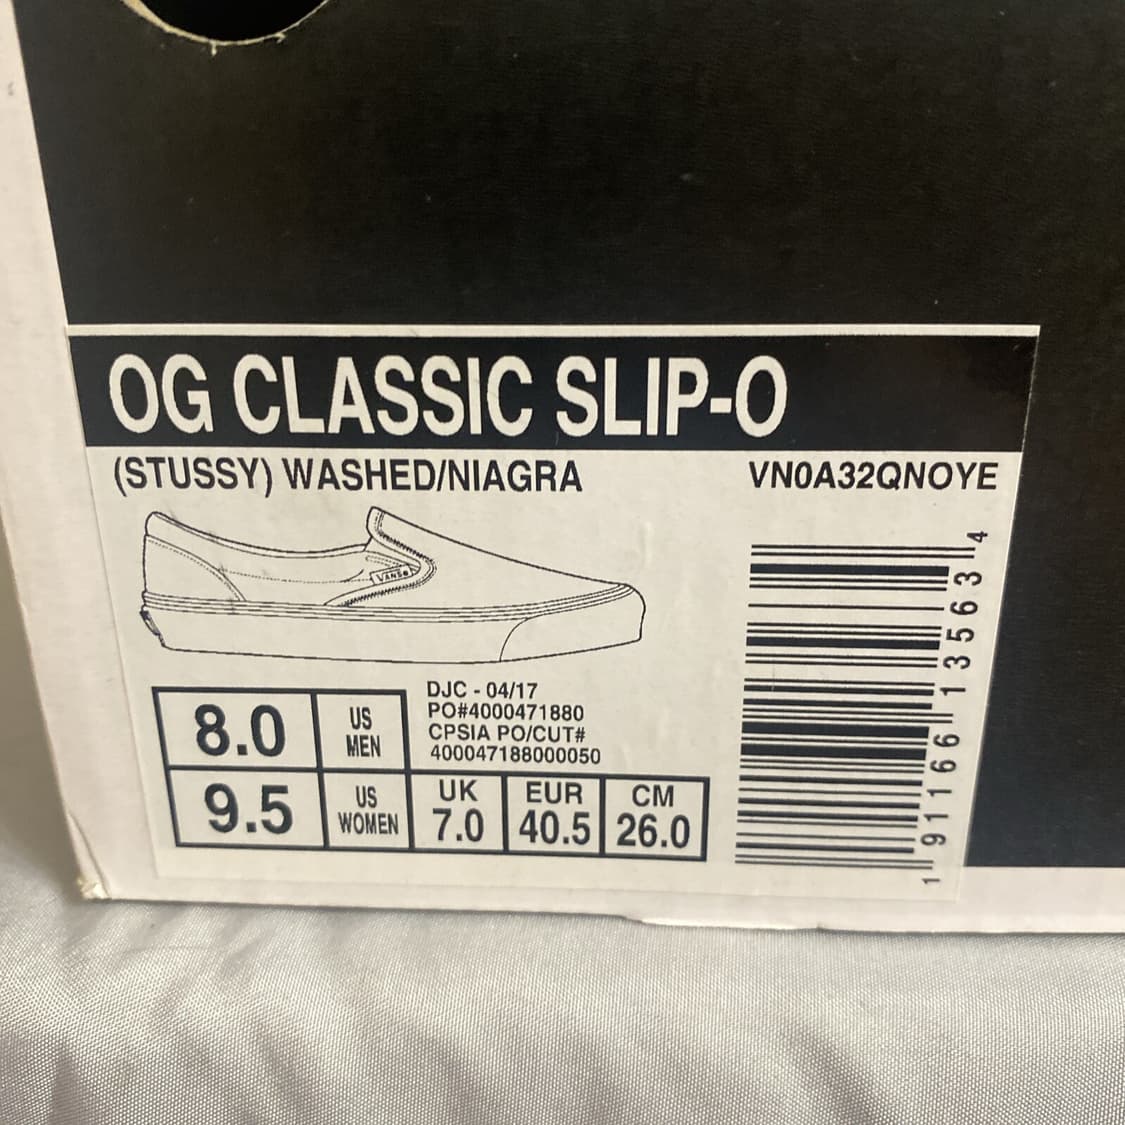 OG CLASSIC SLIP-O
(STUSSY) WASHED/NIAGRA
VN0A32QNOYE
VANS
DJC - 04/17
PO#4000471880
CPSIA PO/CUT#
400047188000050
8.0 US MEN
9.5 US WOMEN
UK 7.0
EUR 40.5
CM 26.0
1 91166 13563 4